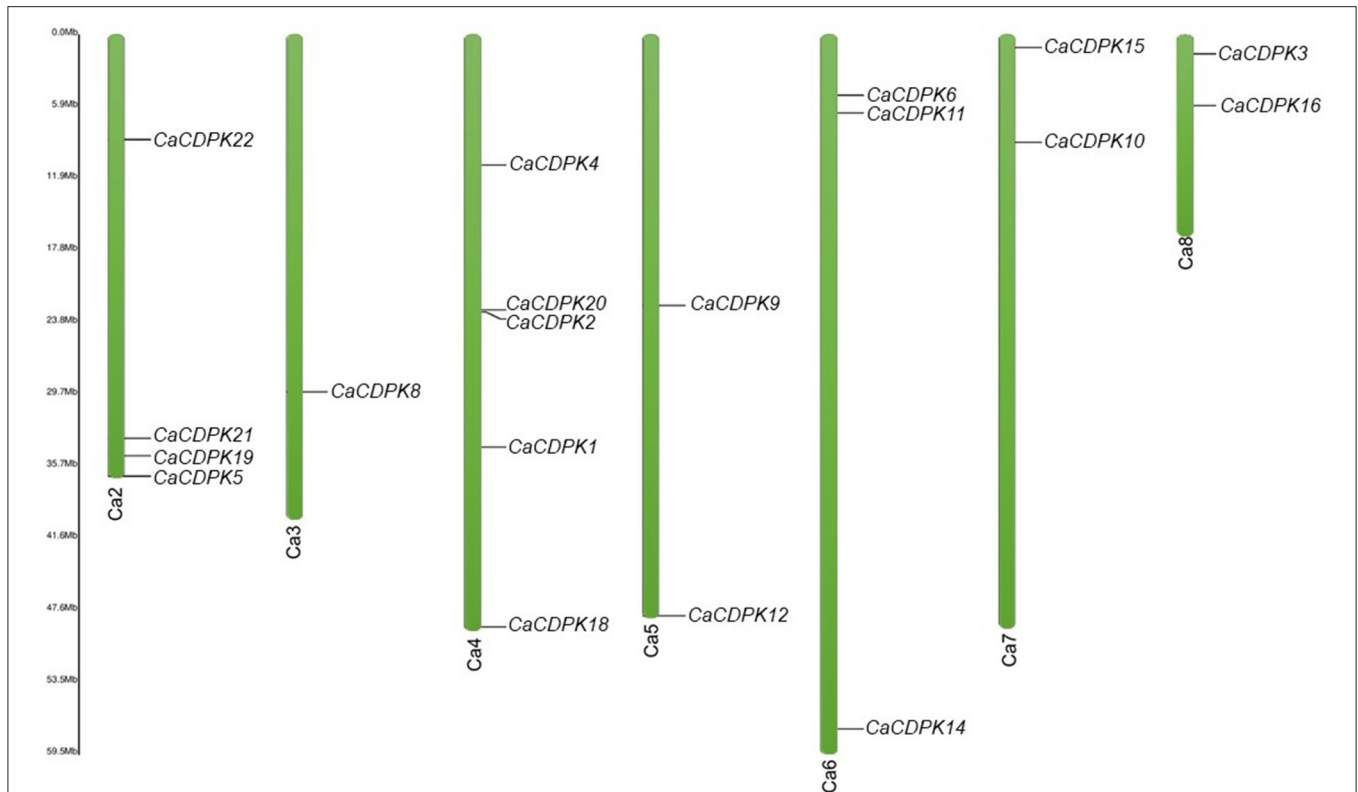 0.0Mb
5.9Mb
11.9Mb
17.8Mb
23.8Mb
29.7Mb
35.7Mb
41.6Mb
47.6Mb
53.5Mb
59.5Mb
CaCDPK22
CaCDPK21
CaCDPK19
CaCDPK5
Ca2
CaCDPK8
Ca3
CaCDPK4
CaCDPK20
CaCDPK2
CaCDPK1
CaCDPK18
Ca4
CaCDPK9
CaCDPK12
Ca5
CaCDPK6
CaCDPK11
CaCDPK14
Ca6
CaCDPK15
CaCDPK10
Ca7
CaCDPK3
CaCDPK16
Ca8